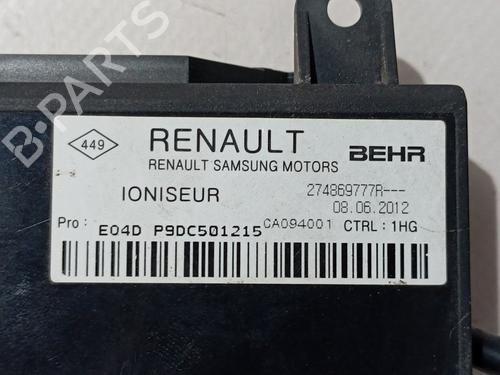 449
RENAULT
RENAULT SAMSUNG MOTORS
BEHR
IONISEUR
274869777R---
08.06.2012
Pro: E04D P9DC501215 CA094001 CTRL : 1HG
B-PARTS